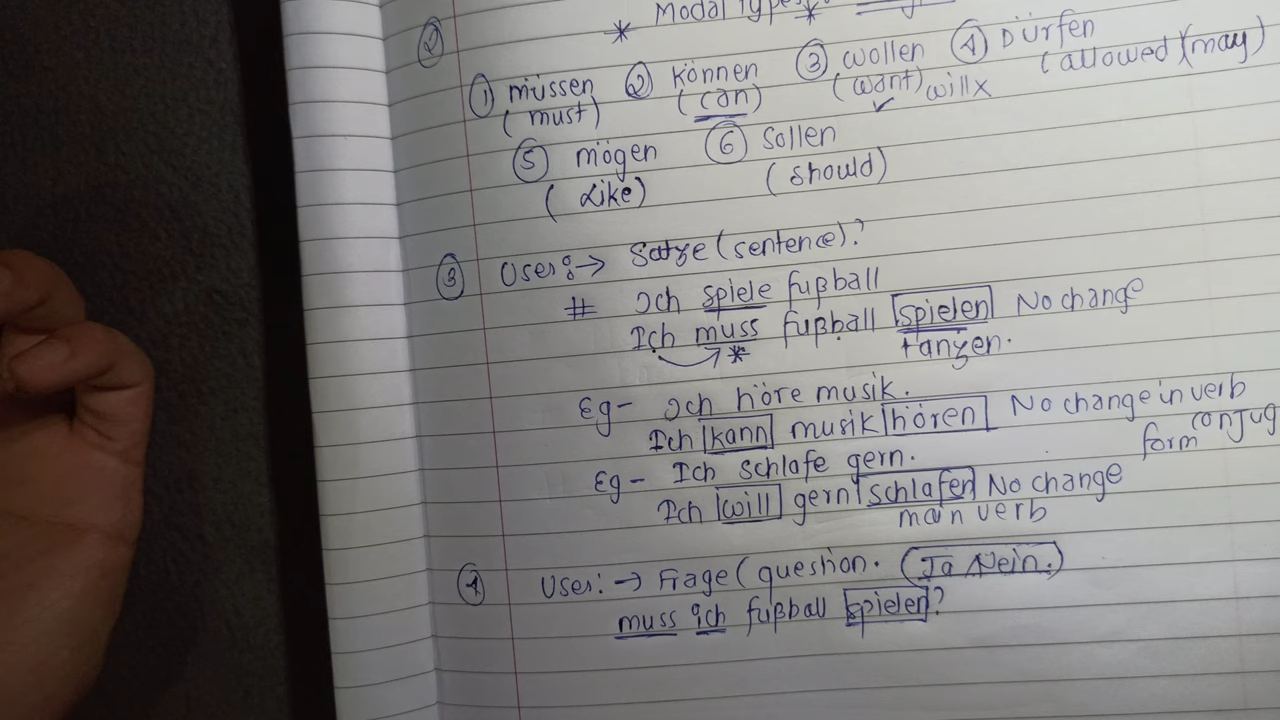 ② * Modal Types *
① müssen ② können ③ wollen ④ Dürfen
(must) (can) (want) will x (allowed)(may)
⑤ mögen ⑥ sollen
(Like) (should)
③ Uses:→ Satze (sentence)?
# Ich spiele fußball
Ich muss fußball spielen No change
* tanzen.
Eg- Ich höre musik.
Ich kann musik hören No change in verb
form conjug
Eg- Ich schlafe gern.
Ich will gern schlafen No change
main verb
④ Uses: → Frage (question. (Ja Nein.)
muss ich fußball spielen?